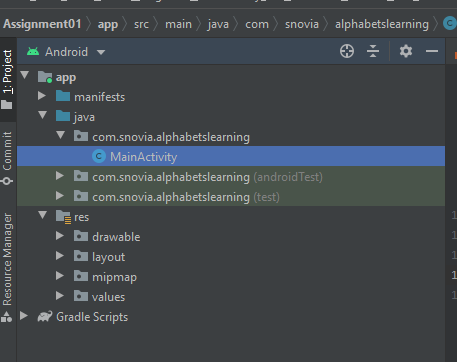 Assignment01 〉 app 〉 src 〉 main 〉 java 〉 com 〉 snovia 〉 alphabetslearning 〉
Android
1: Project
Commit
Resource Manager
app
manifests
java
com.snovia.alphabetslearning
C MainActivity
com.snovia.alphabetslearning (androidTest)
com.snovia.alphabetslearning (test)
res
drawable
layout
mipmap
values
Gradle Scripts